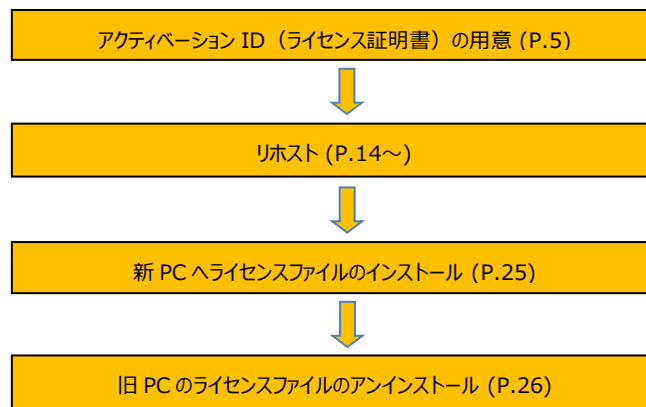 アクティベーション ID（ライセンス証明書）の用意 (P.5)
リホスト (P.14～)
新 PC へライセンスファイルのインストール (P.25)
旧 PC のライセンスファイルのアンインストール (P.26)